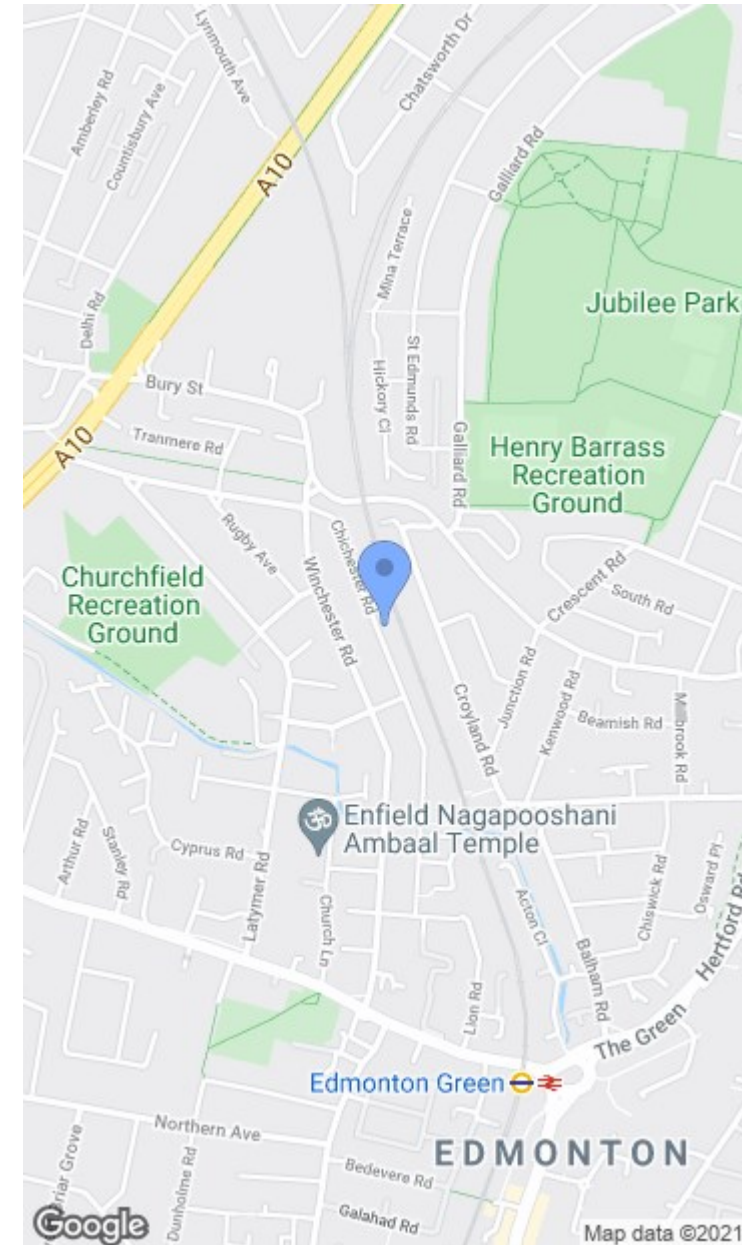 Lynmouth Ave
Chatsworth Dr
Amberley Rd
Countisbury Ave
A10
Galliard Rd
Mina Terrace
Jubilee Park
Delhi Rd
St Edmunds Rd
Hickory Cl
Bury St
A10
Tranmere Rd
Galliard Rd
Henry Barrass
Recreation
Ground
Rugby Ave
Chichester Rd
Winchester Rd
Churchfield
Recreation
Ground
Crescent Rd
South Rd
Croyland Rd
Junction Rd
Kenwood Rd
Millbrook Rd
Beamish Rd
ॐ
Enfield Nagapooshani
Ambaal Temple
Arthur Rd
Stanley Rd
Cyprus Rd
Latymer Rd
Church Ln
Acton Cl
Chiswick Rd
Osward Pl
Hertford Rd
Balham Rd
Lion Rd
The Green
Edmonton Green
Northern Ave
EDMONTON
Bedevere Rd
riar Grove
Dunholme Rd
Galahad Rd
Google
Map data ©2021